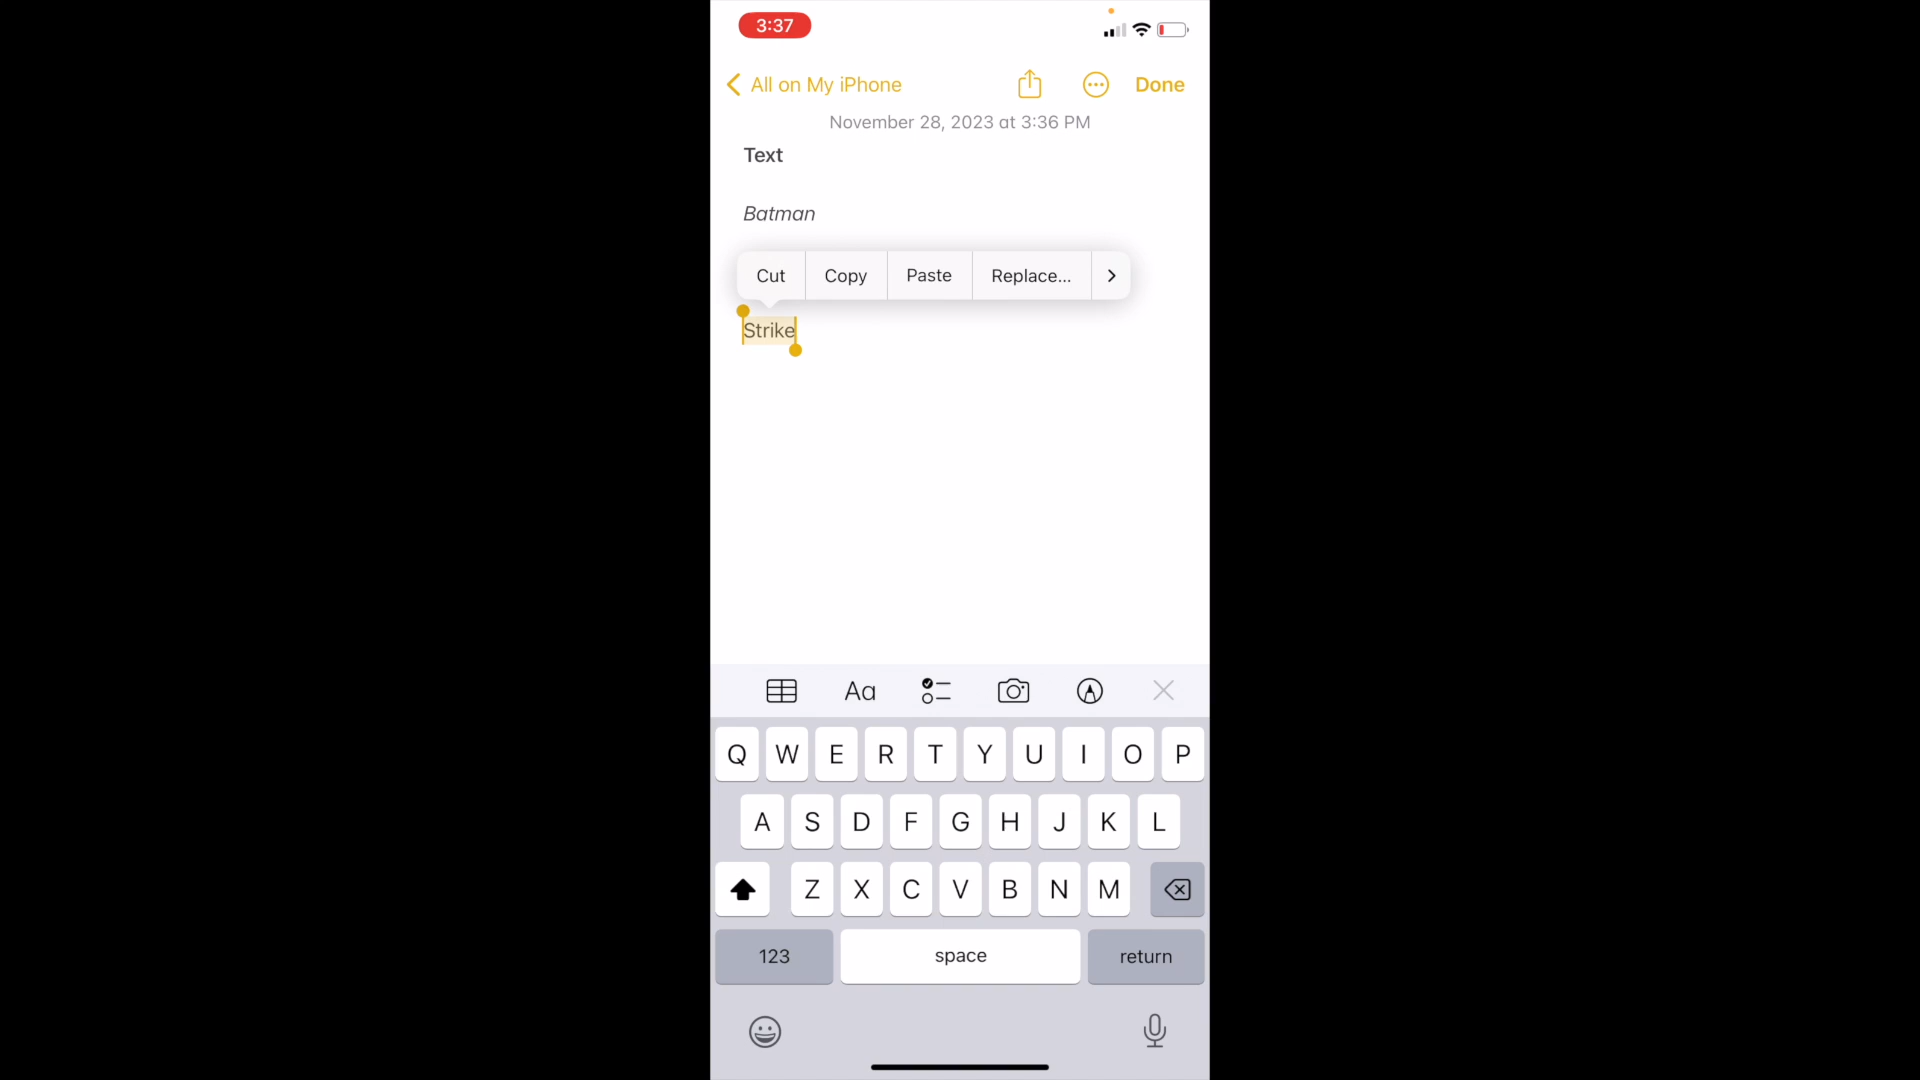 3:37
All on My iPhone
Done
November 28, 2023 at 3:36 PM
Text
Batman
Cut Copy Paste Replace...
Strike
Aa
Q W E R T Y U I O P
A S D F G H J K L
Z X C V B N M
123 space return